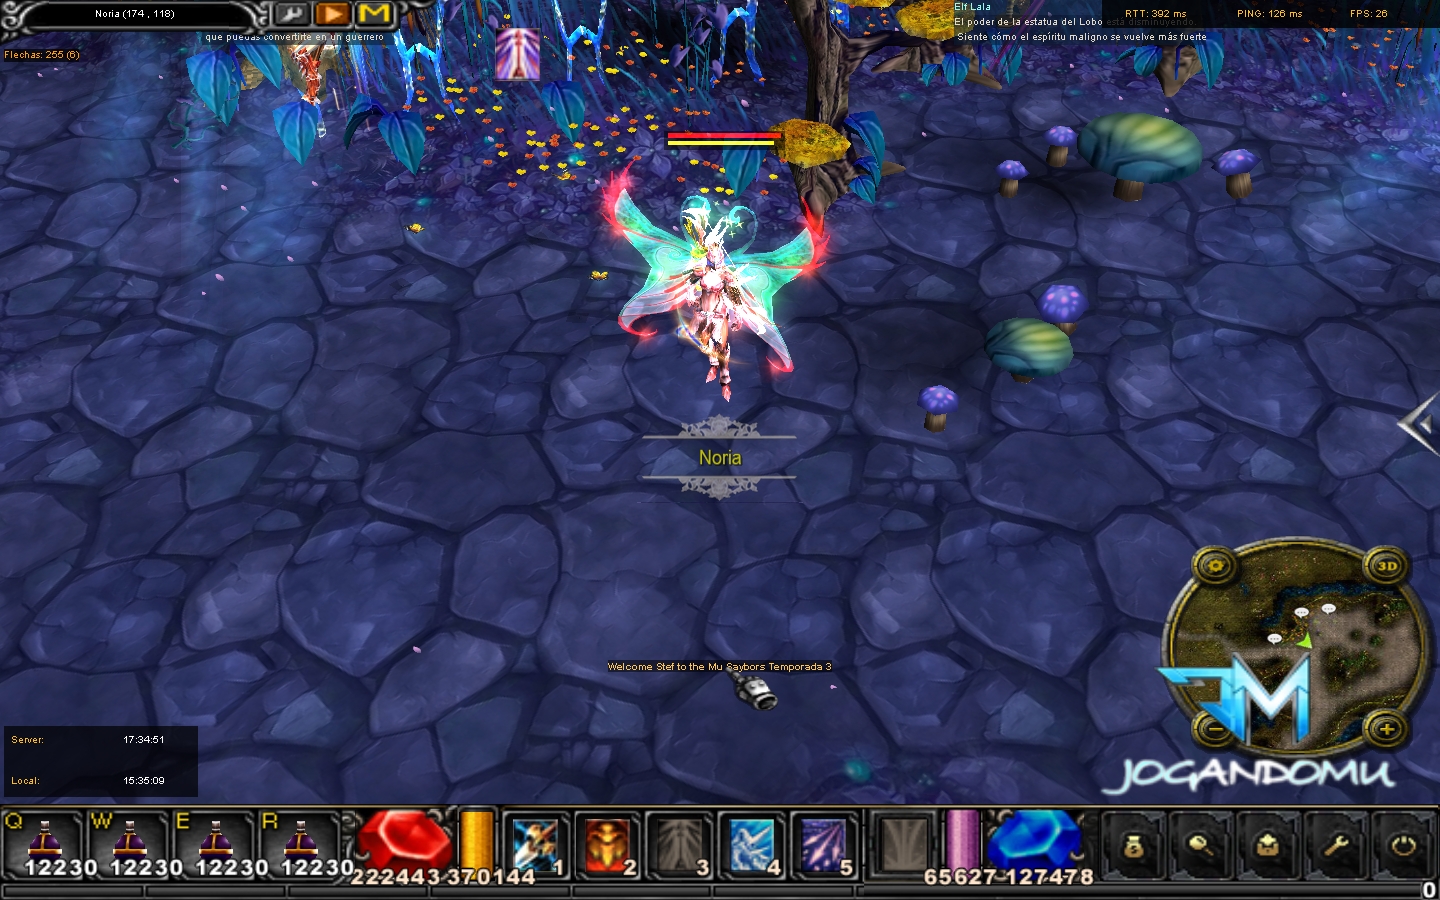 Noria (174 , 118)
que puedas convertirte en un guerrero
Flechas: 255 (6)
Elf Lala
El poder de la estatua del Lobo está disminuyendo.
Siente cómo el espíritu maligno se vuelve más fuerte
RTT: 392 ms
PING: 126 ms
FPS: 26
Noria
3D
Welcome Stef to the Mu Saybors Temporada 3
JM
JOGANDOMU
Server: 17:34:51
Local: 15:35:09
Q W E R
12230 12230 12230 12230
222443 370144
1 2 3 4 5
65627 127478
0